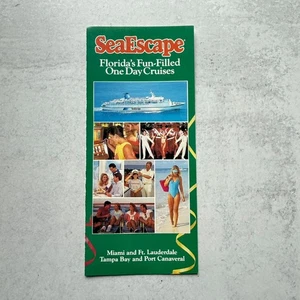 SeaEscape
Florida's Fun-Filled
One Day Cruises
Miami and Ft. Lauderdale
Tampa Bay and Port Canaveral